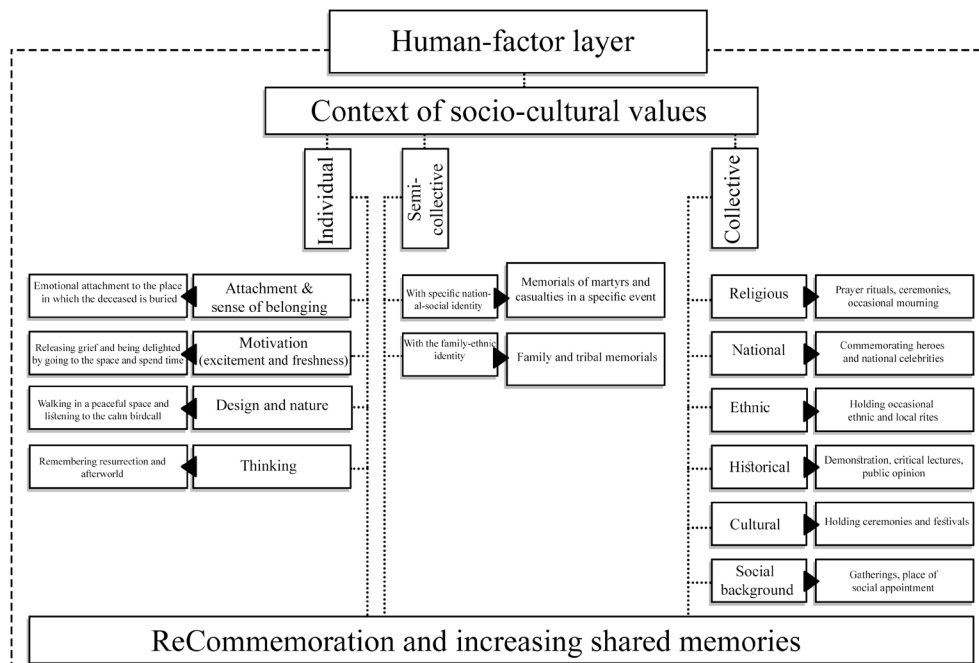 Human-factor layer
Context of socio-cultural values
Individual
Semi-
collective
Collective
Emotional attachment to the place
in which the deceased is buried
Attachment &
sense of belonging
Releasing grief and being delighted
by going to the space and spend time
Motivation
(excitement and freshness)
Walking in a peaceful space and
listening to the calm birdcall
Design and nature
Remembering resurrection and
afterworld
Thinking
With specific nation-
al-social identity
Memorials of martyrs and
casualties in a specific event
With the family-ethnic
identity
Family and tribal memorials
Religious
Prayer rituals, ceremonies,
occasional mourning
National
Commemorating heroes
and national celebrities
Ethnic
Holding occasional
ethnic and local rites
Historical
Demonstration, critical lectures,
public opinion
Cultural
Holding ceremonies and festivals
Social
background
Gatherings, place of
social appointment
ReCommemoration and increasing shared memories